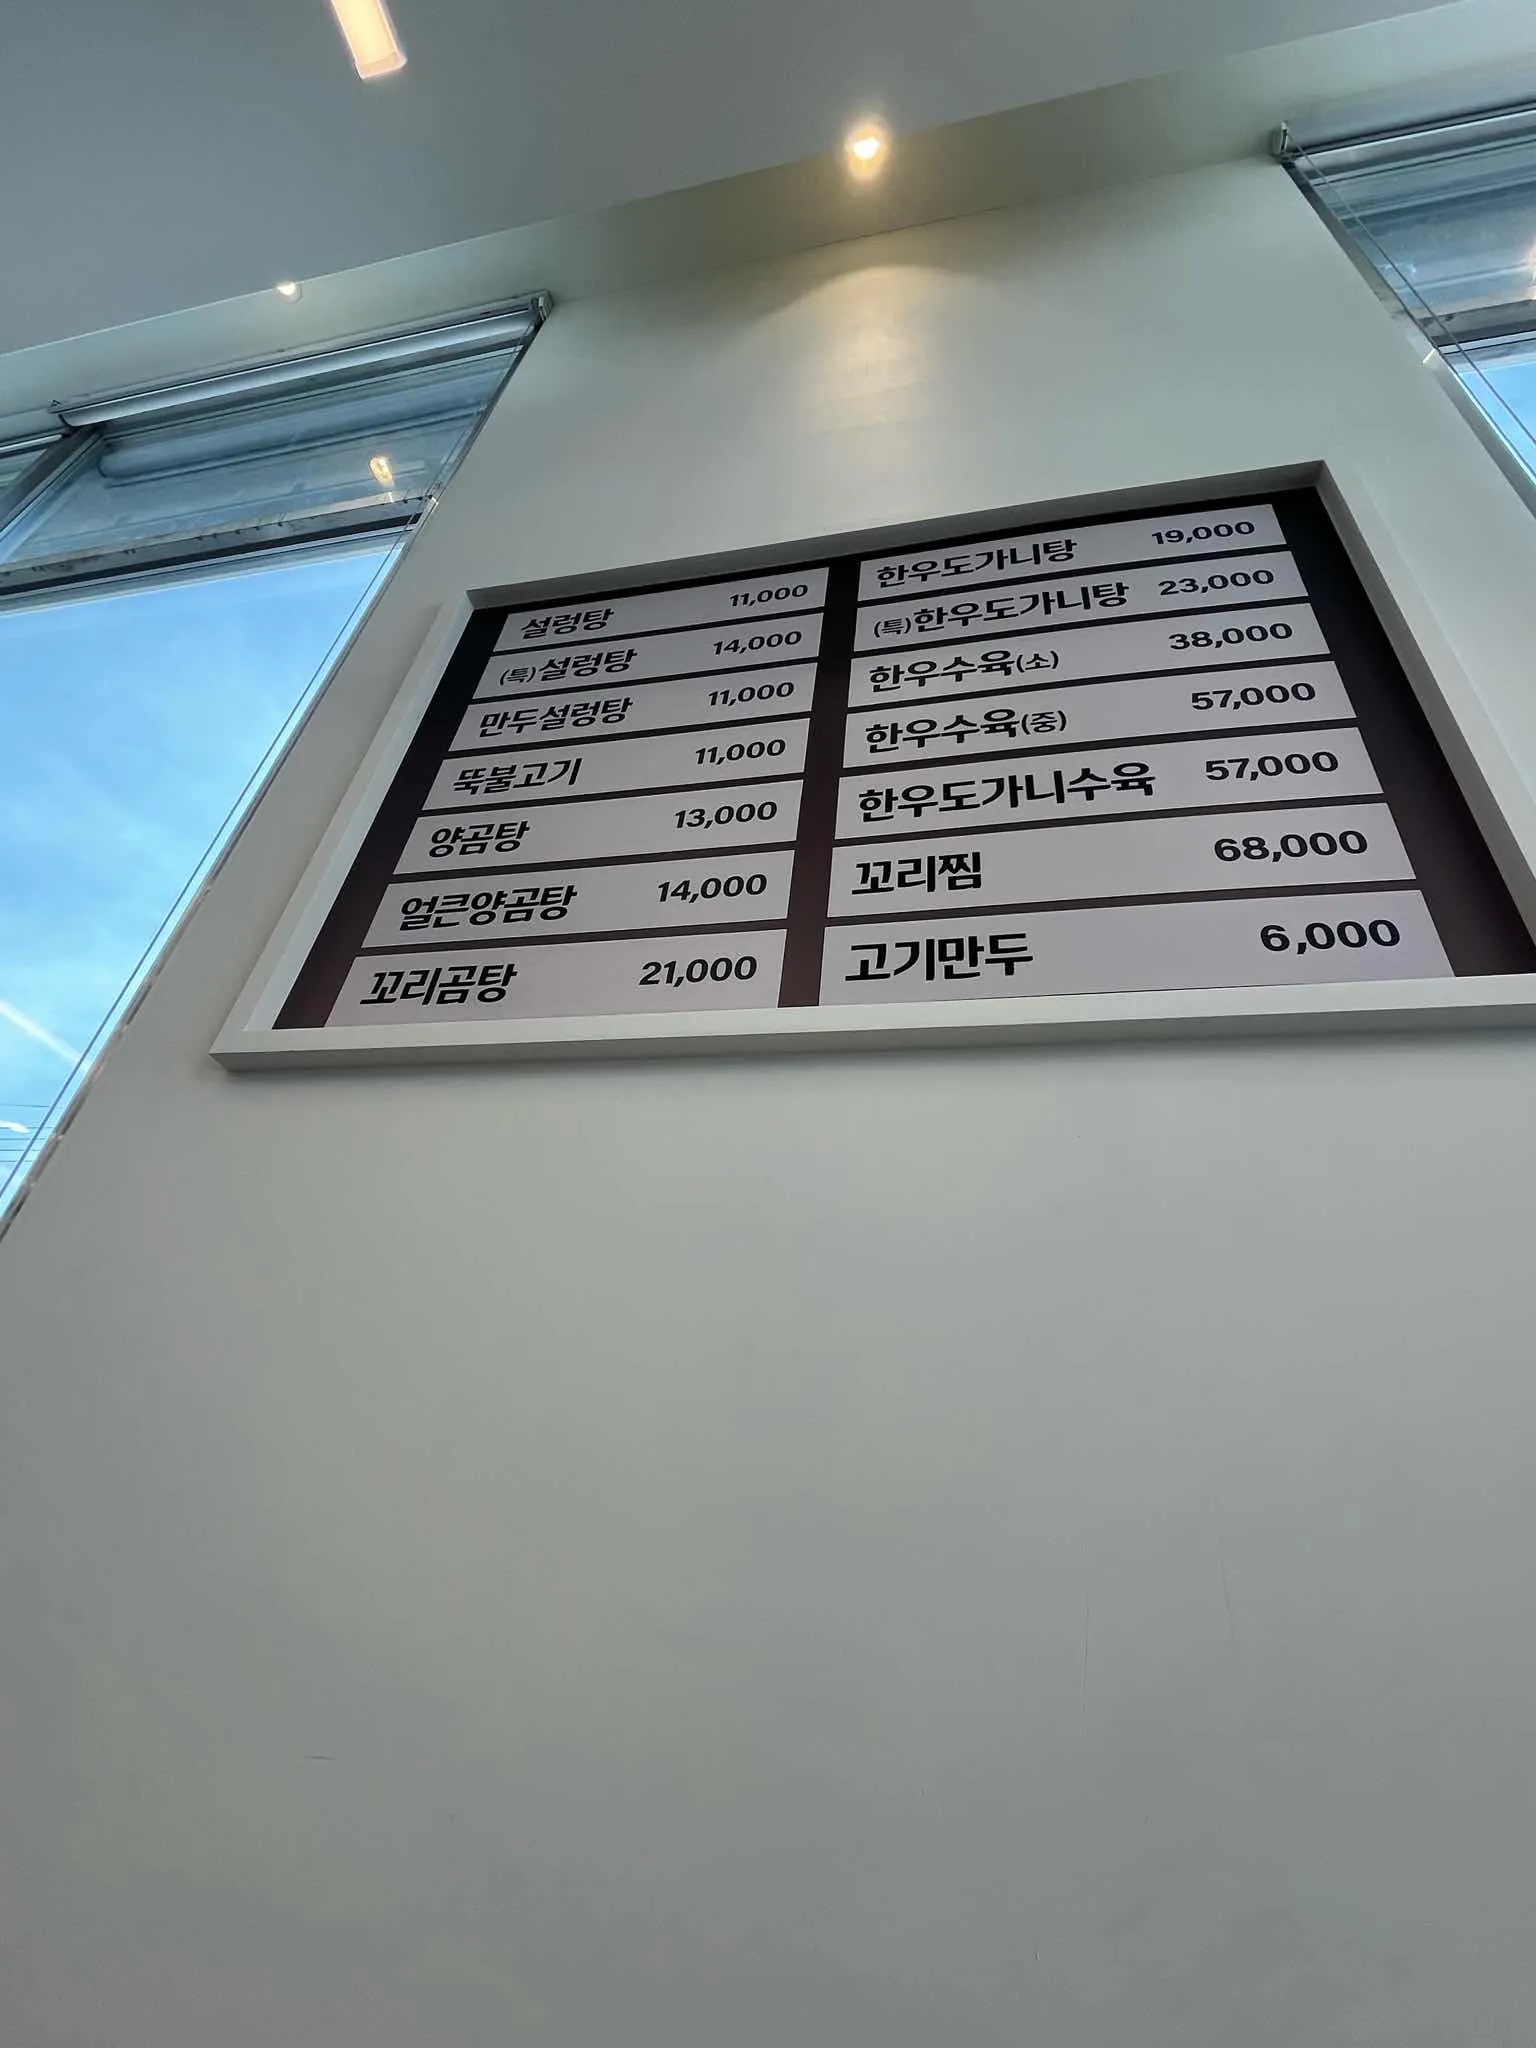 설렁탕 11,000
(특)설렁탕 14,000
만두설렁탕 11,000
뚝불고기 11,000
양곰탕 13,000
얼큰양곰탕 14,000
꼬리곰탕 21,000
한우도가니탕 19,000
(특)한우도가니탕 23,000
한우수육(소) 38,000
한우수육(중) 57,000
한우도가니수육 57,000
꼬리찜 68,000
고기만두 6,000